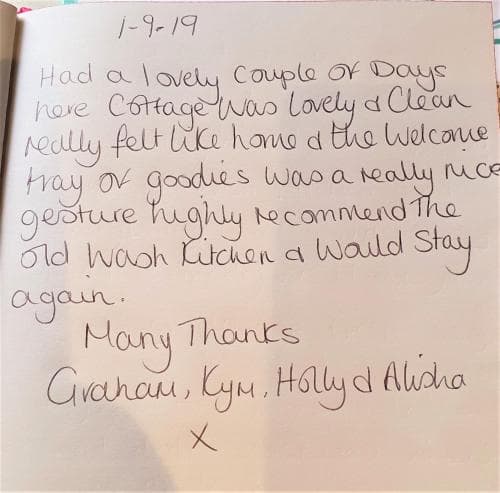 1-9-19
Had a lovely couple of Days
here Cottage was lovely & Clean
really felt like home & the welcome
tray of goodies was a really nice
gesture highly recommend The
old wash Kitchen & Would Stay
again.
Many Thanks
Graham, Kym, Holly & Alisha
X